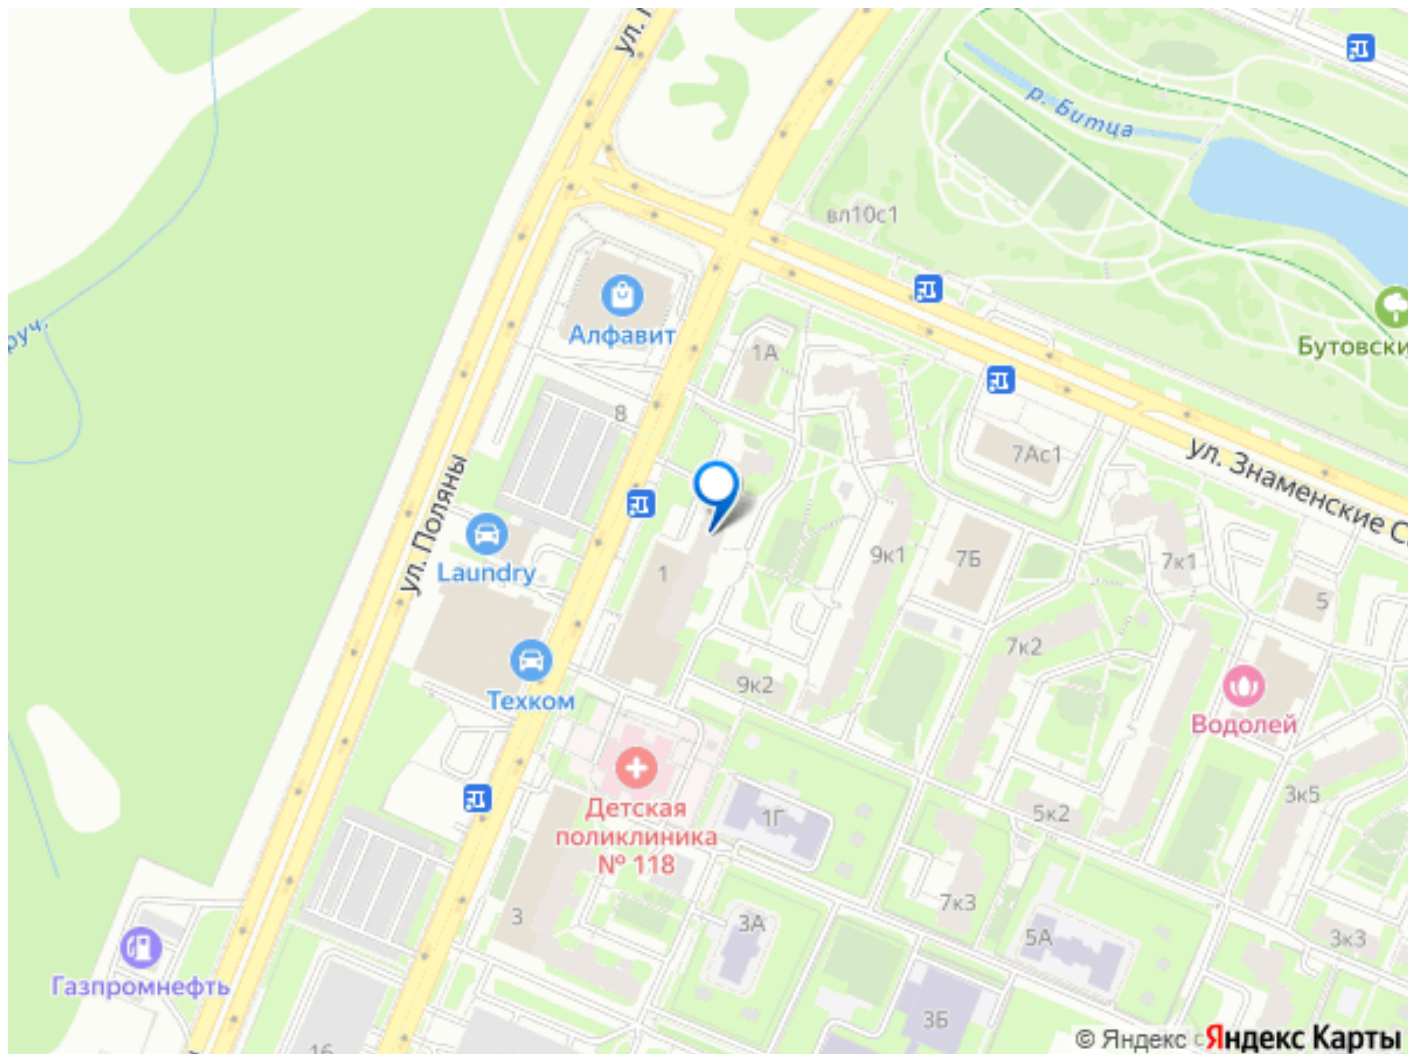 ул.
р. Битца
вл10с1
руч.
Алфавит
Бутовски
1А
8
7Ас1
ул. Знаменские С
ул. Поляны
Laundry
1
9к1
7Б
7к1
5
7к2
9к2
Техком
Водолей
Детская
поликлиника
№ 118
1Г
5к2
3к5
3
3А
7к3
5А
3к3
Газпромнефть
3Б
16
© Яндекс с
Яндекс Карты